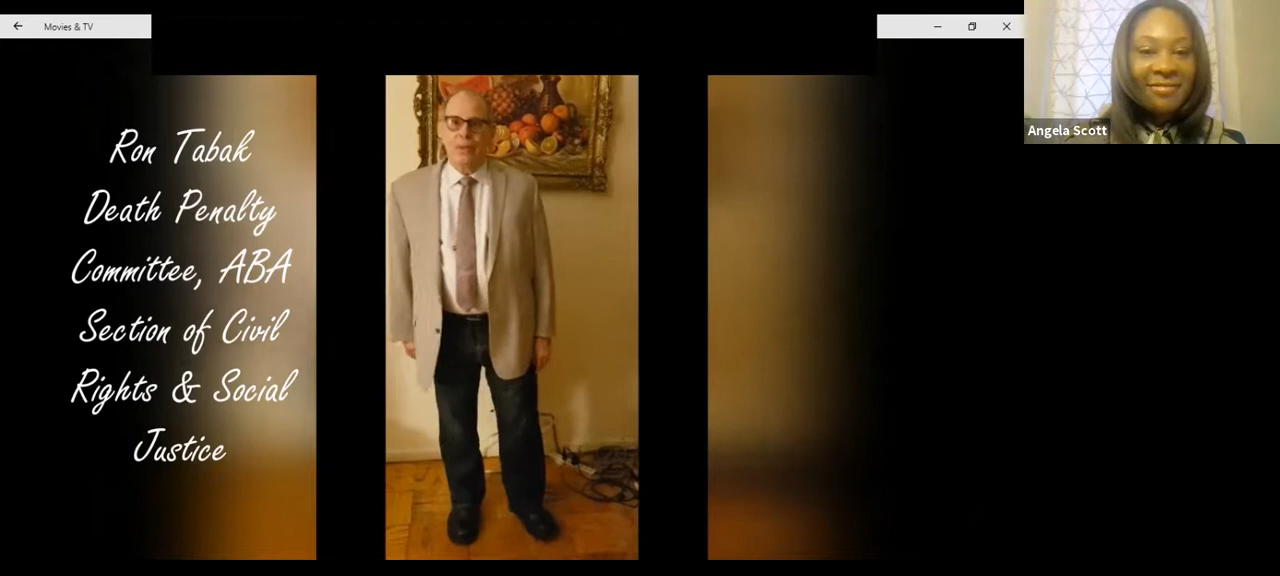 Movies & TV
Angela Scott
Ron Tabak
Death Penalty
Committee, ABA
Section of Civil
Rights & Social
Justice